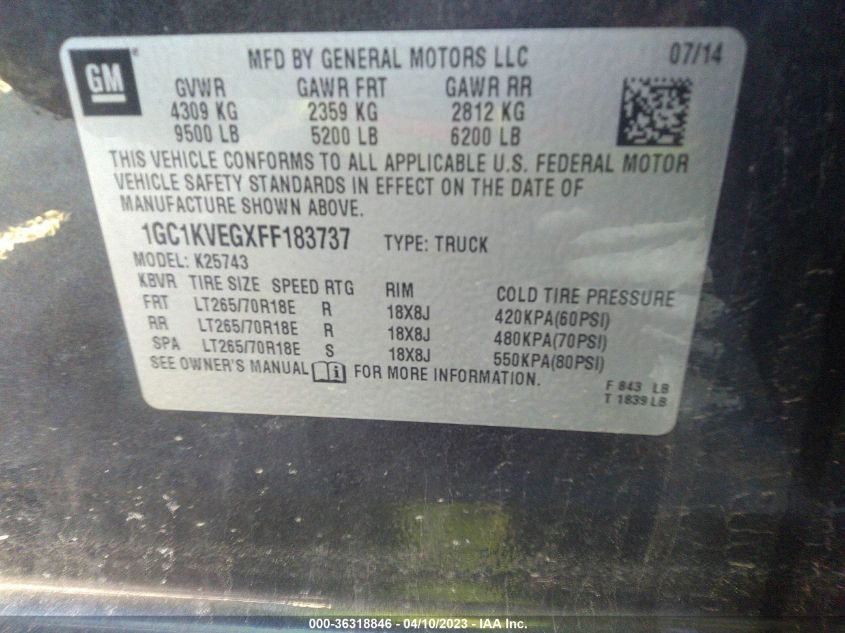 GM
MFD BY GENERAL MOTORS LLC 07/14
GVWR GAWR FRT GAWR RR
4309 KG 2359 KG 2812 KG
9500 LB 5200 LB 6200 LB
THIS VEHICLE CONFORMS TO ALL APPLICABLE U.S. FEDERAL MOTOR
VEHICLE SAFETY STANDARDS IN EFFECT ON THE DATE OF
MANUFACTURE SHOWN ABOVE.
1GC1KVEGXFF183737 TYPE: TRUCK
MODEL: K25743
KBVR TIRE SIZE SPEED RTG RIM COLD TIRE PRESSURE
FRT LT265/70R18E R 18X8J 420KPA(60PSI)
RR LT265/70R18E R 18X8J 480KPA(70PSI)
SPA LT265/70R18E S 18X8J 550KPA(80PSI)
SEE OWNER'S MANUAL FOR MORE INFORMATION.
F 843 LB
T 1839 LB
000-36318846 - 04/10/2023 - IAA Inc.